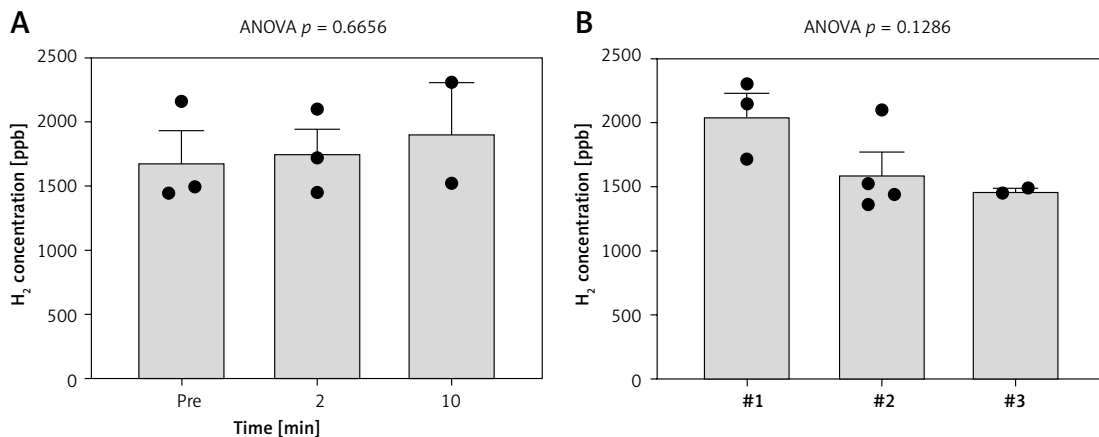 A
ANOVA p = 0.6656
H2 concentration [ppb]
2500
2000
1500
1000
500
0
Pre
2
10
Time [min]
B
ANOVA p = 0.1286
H2 concentration [ppb]
2500
2000
1500
1000
500
0
#1
#2
#3